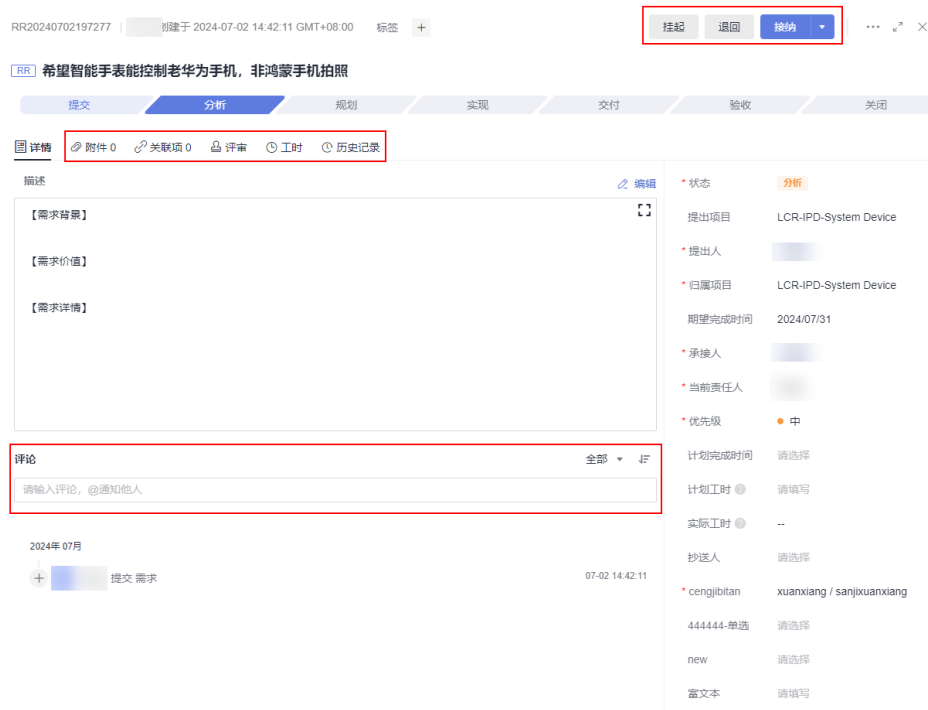 RR20240702197277 创建于 2024-07-02 14:42:11 GMT+08:00 标签 + 挂起 退回 接纳
RR 希望智能手表能控制老华为手机，非鸿蒙手机拍照
提交 分析 规划 实现 交付 验收 关闭
详情 附件 0 关联项 0 评审 工时 历史记录
描述 编辑
【需求背景】
【需求价值】
【需求详情】
评论 全部
请输入评论，@通知他人
2024年 07月
提交 需求 07-02 14:42:11
* 状态 分析
提出项目 LCR-IPD-System Device
* 提出人
* 归属项目 LCR-IPD-System Device
期望完成时间 2024/07/31
* 承接人
* 当前责任人
* 优先级 中
计划完成时间 请选择
计划工时 请填写
实际工时 --
抄送人 请选择
* cengjibitan xuanxiang / sanjixuanxiang
444444-单选 请选择
new 请选择
富文本 请填写